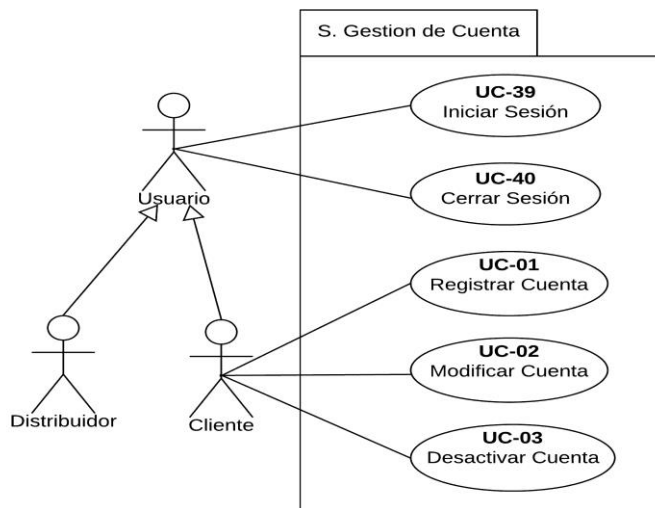 S. Gestion de Cuenta
UC-39
Iniciar Sesión
UC-40
Cerrar Sesión
Usuario
UC-01
Registrar Cuenta
UC-02
Modificar Cuenta
Distribuidor
Cliente
UC-03
Desactivar Cuenta